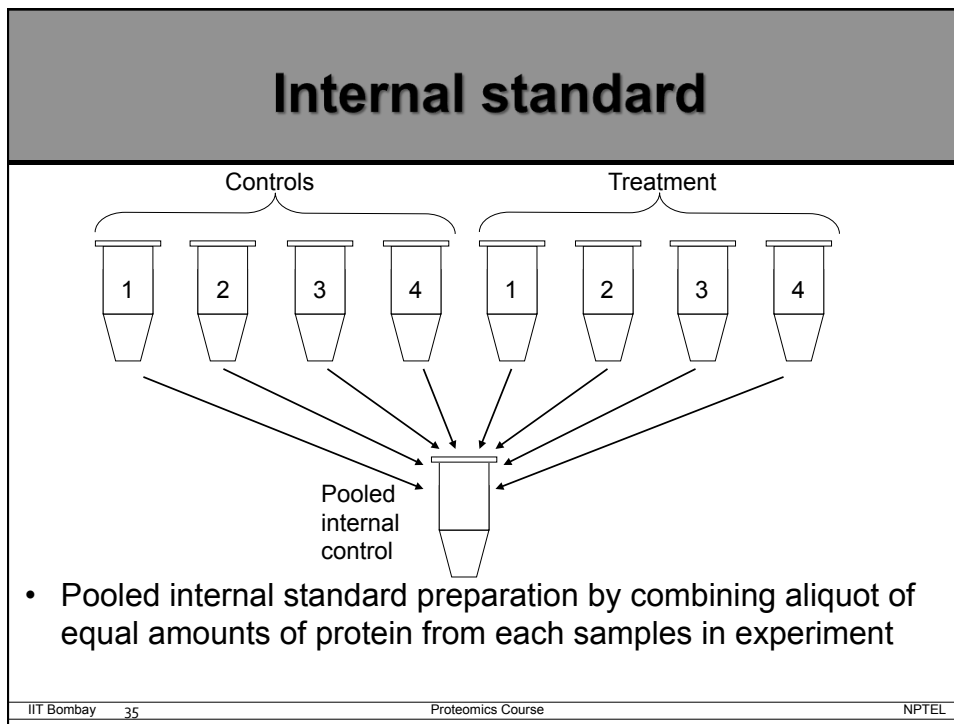 Internal standard
Controls
Treatment
1 2 3 4 1 2 3 4
Pooled
internal
control
• Pooled internal standard preparation by combining aliquot of
equal amounts of protein from each samples in experiment
IIT Bombay 35 Proteomics Course NPTEL